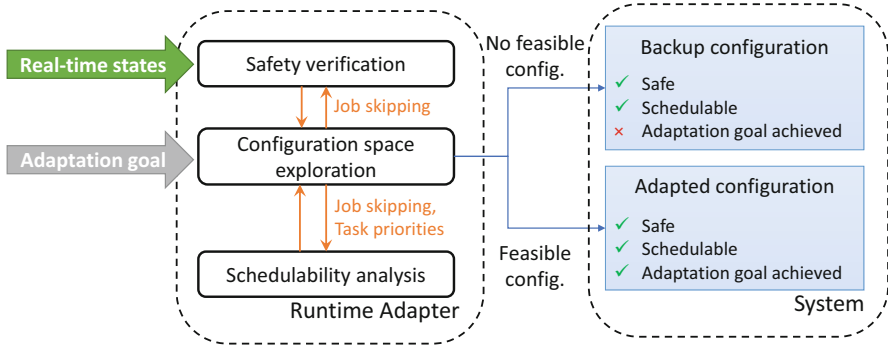 Real-time states
Adaptation goal
Safety verification
Job skipping
Configuration space
exploration
Job skipping,
Task priorities
Schedulability analysis
Runtime Adapter
No feasible
config.
Feasible
config.
Backup configuration
✓ Safe
✓ Schedulable
× Adaptation goal achieved
Adapted configuration
✓ Safe
✓ Schedulable
✓ Adaptation goal achieved
System